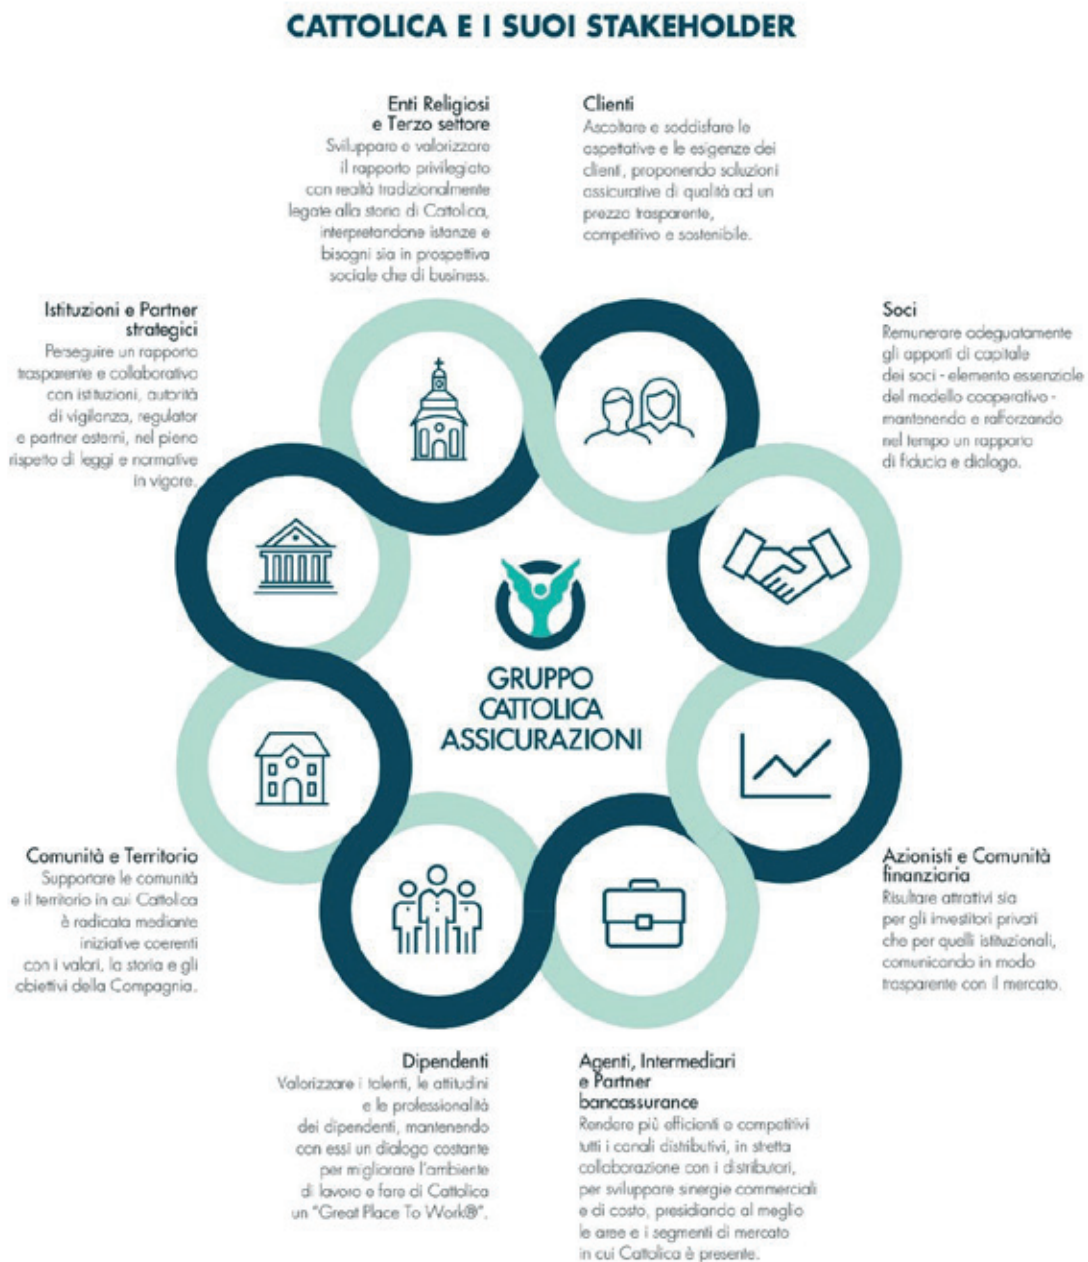 CATTOLICA E I SUOI STAKEHOLDER
Enti Religiosi
e Terzo settore
Sviluppare e valorizzare
il rapporto privilegiato
con realtà tradizionalmente
legate alla storia di Cattolica,
interpretandone istanze e
bisogni sia in prospettiva
sociale che di business.
Clienti
Ascoltare e soddisfare le
aspettative e le esigenze dei
clienti, proponendo soluzioni
assicurative di qualità ad un
prezzo trasparente,
competitivo e sostenibile.
Istituzioni e Partner
strategici
Perseguire un rapporto
trasparente e collaborativo
con istituzioni, autorità
di vigilanza, regulator
e partner esterni, nel pieno
rispetto di leggi e normative
in vigore.
Soci
Remunerare adeguatamente
gli apporti di capitale
dei soci - elemento essenziale
del modello cooperativo -
mantenendo e rafforzando
nel tempo un rapporto
di fiducia e dialogo.
GRUPPO
CATTOLICA
ASSICURAZIONI
Comunità e Territorio
Supportare le comunità
e il territorio in cui Cattolica
è radicata mediante
iniziative coerenti
con i valori, la storia e gli
obiettivi della Compagnia.
Azionisti e Comunità
finanziaria
Risultare attrattivi sia
per gli investitori privati
che per quelli istituzionali,
comunicando in modo
trasparente con il mercato.
Dipendenti
Valorizzare i talenti, le attitudini
e le professionalità
dei dipendenti, mantenendo
con essi un dialogo costante
per migliorare l'ambiente
di lavoro e fare di Cattolica
un "Great Place To Work®".
Agenti, Intermediari
e Partner
bancassurance
Rendere più efficienti e competitivi
tutti i canali distributivi, in stretta
collaborazione con i distributori,
per sviluppare sinergie commerciali
e di costo, presidiando al meglio
le aree e i segmenti di mercato
in cui Cattolica è presente.